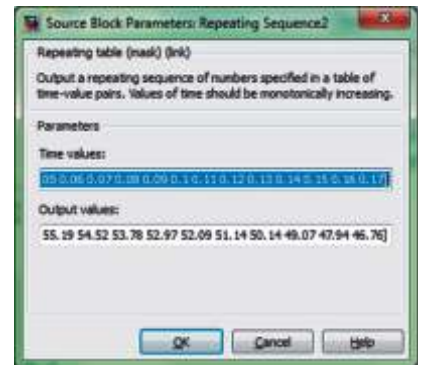 Source Block Parameters: Repeating Sequence2
Repeating table (mask) (link)
Output a repeating sequence of numbers specified in a table of
time-value pairs. Values of time should be monotonically increasing.
Parameters
Time values:
05 0.06 0.07 0.08 0.09 0.1 0.11 0.12 0.13 0.14 0.15 0.16 0.17]
Output values:
55.19 54.52 53.78 52.97 52.09 51.14 50.14 49.07 47.94 46.76]
OK Cancel Help